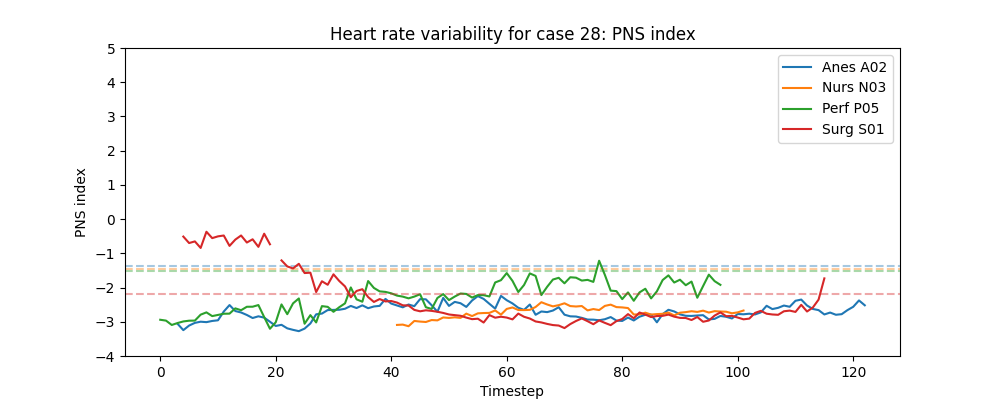 Heart rate variability for case 28: PNS index
5
4
3
2
1
0
−1
−2
−3
−4
PNS index
Anes A02
Nurs N03
Perf P05
Surg S01
0 20 40 60 80 100 120
Timestep